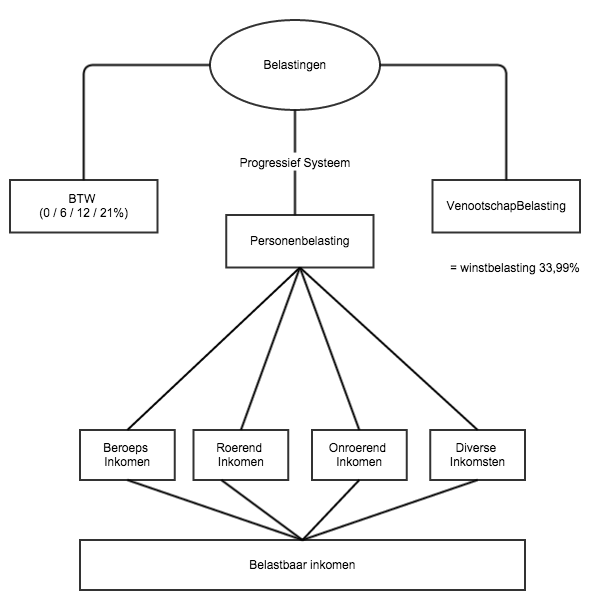 Belastingen
Progressief Systeem
BTW
(0 / 6 / 12 / 21%)
VenootschapBelasting
Personenbelasting
= winstbelasting 33,99%
Beroeps
Inkomen
Roerend
Inkomen
Onroerend
Inkomen
Diverse
Inkomsten
Belastbaar inkomen